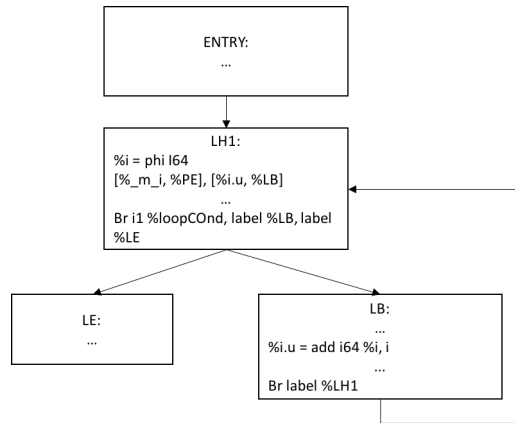 ENTRY:
...
LH1:
%i = phi I64
[%_m_i, %PE], [%i.u, %LB]
...
Br i1 %loopCOnd, label %LB, label
%LE
LE:
...
LB:
...
%i.u = add i64 %i, i
...
Br label %LH1